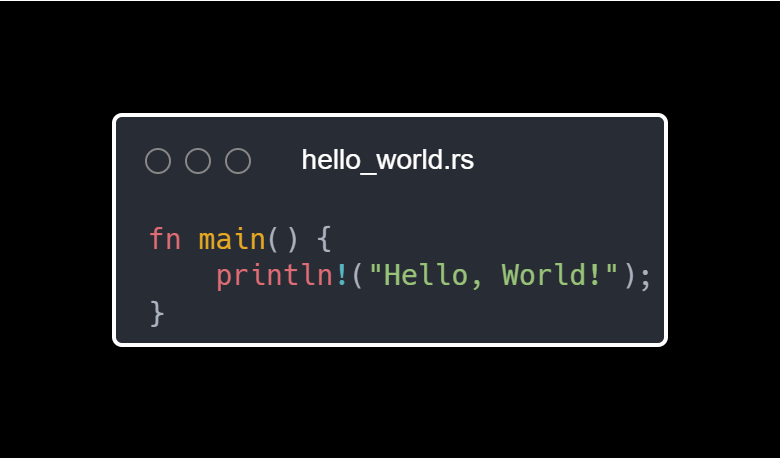 hello_world.rs
fn main() {
    println!("Hello, World!");
}